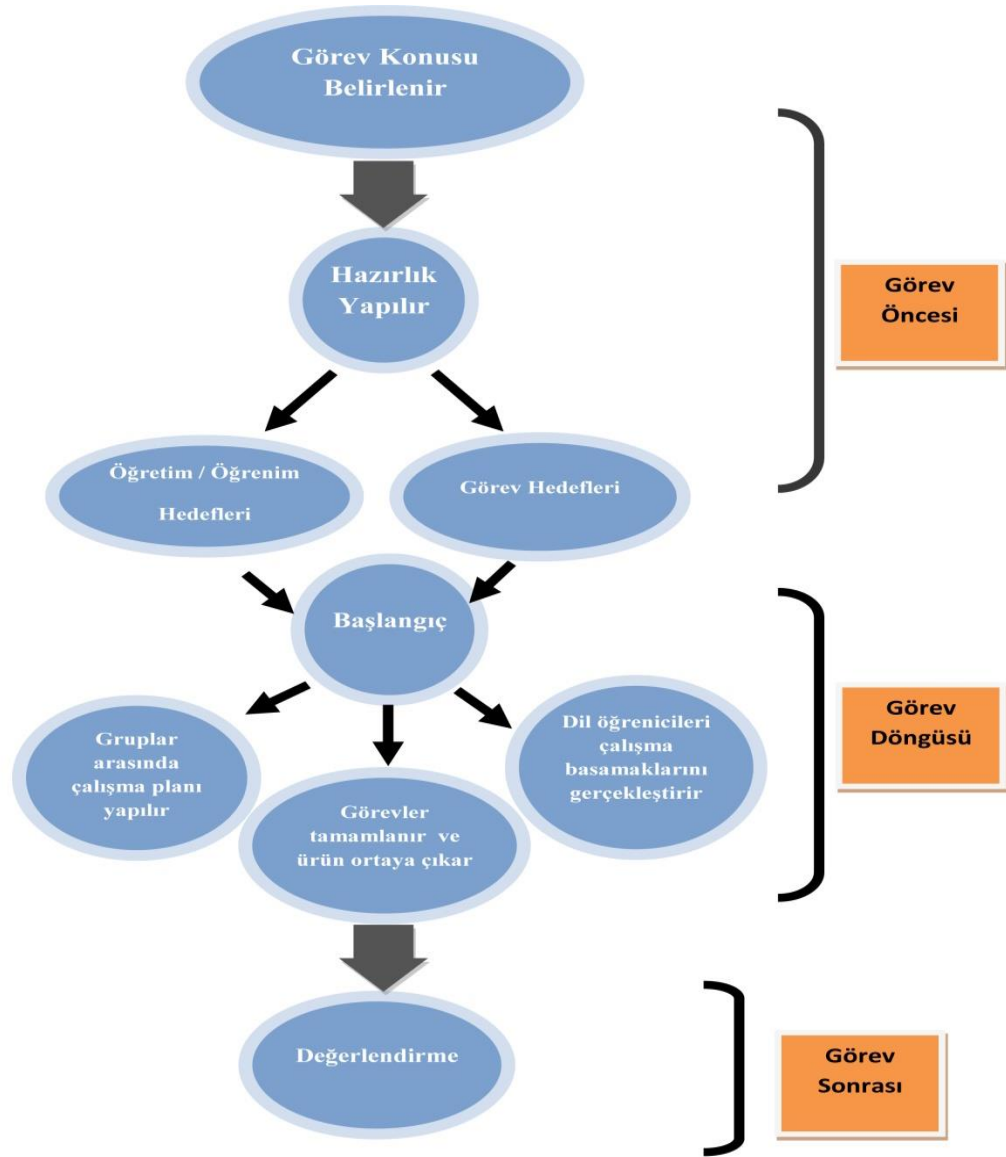 Görev Konusu
Belirlenir
Hazırlık
Yapılır
Görev
Öncesi
Öğretim / Öğrenim
Hedefleri
Görev Hedefleri
Başlangıç
Gruplar
arasında
çalışma planı
yapılır
Görevler
tamamlanır ve
ürün ortaya çıkar
Dil öğrenicileri
çalışma
basamaklarını
gerçekleştirir
Görev
Döngüsü
Değerlendirme
Görev
Sonrası